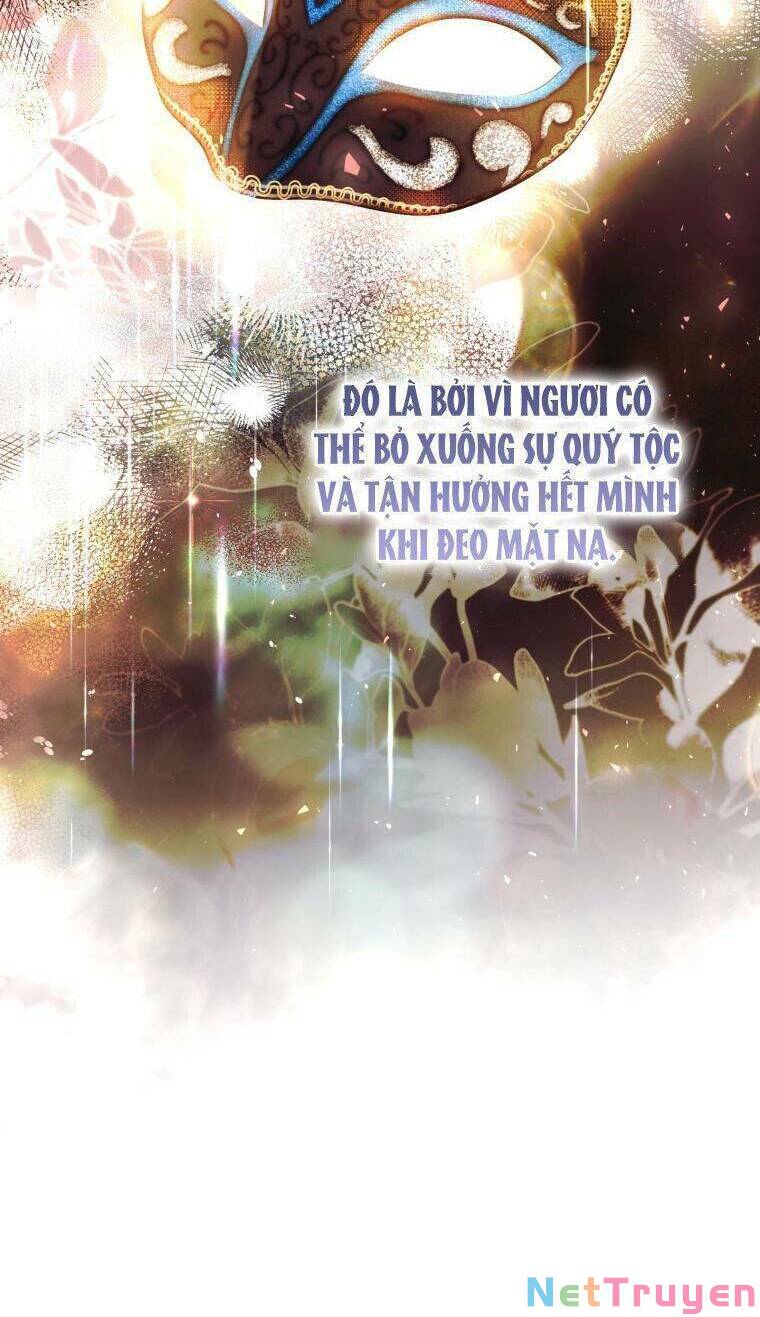 ĐÓ LÀ BỞI VÌ NGƯƠI CÓ
THỂ BỎ XUỐNG SỰ QUÝ TỘC
VÀ TẬN HƯỞNG HẾT MÌNH
KHI ĐEO MẶT NẠ.
NetTruyen